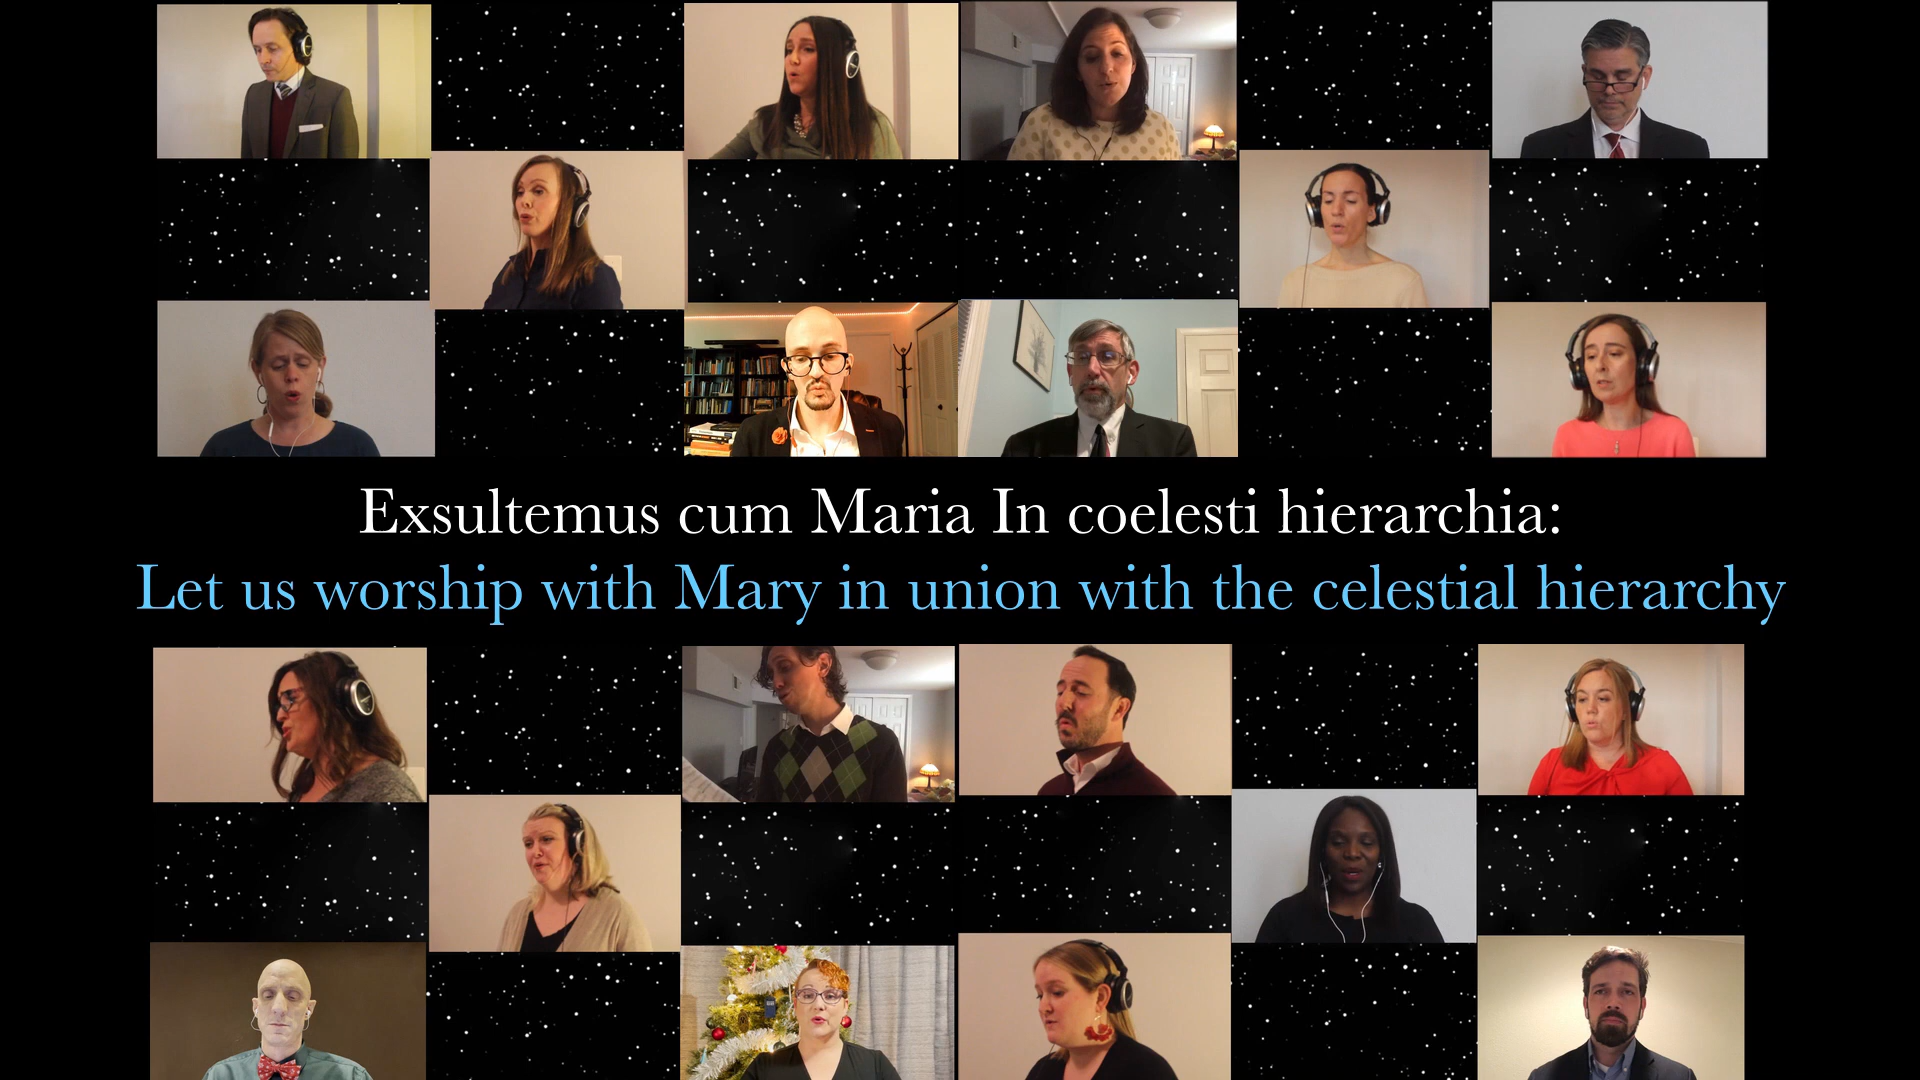 Exsultemus cum Maria In coelesti hierarchia:
Let us worship with Mary in union with the celestial hierarchy